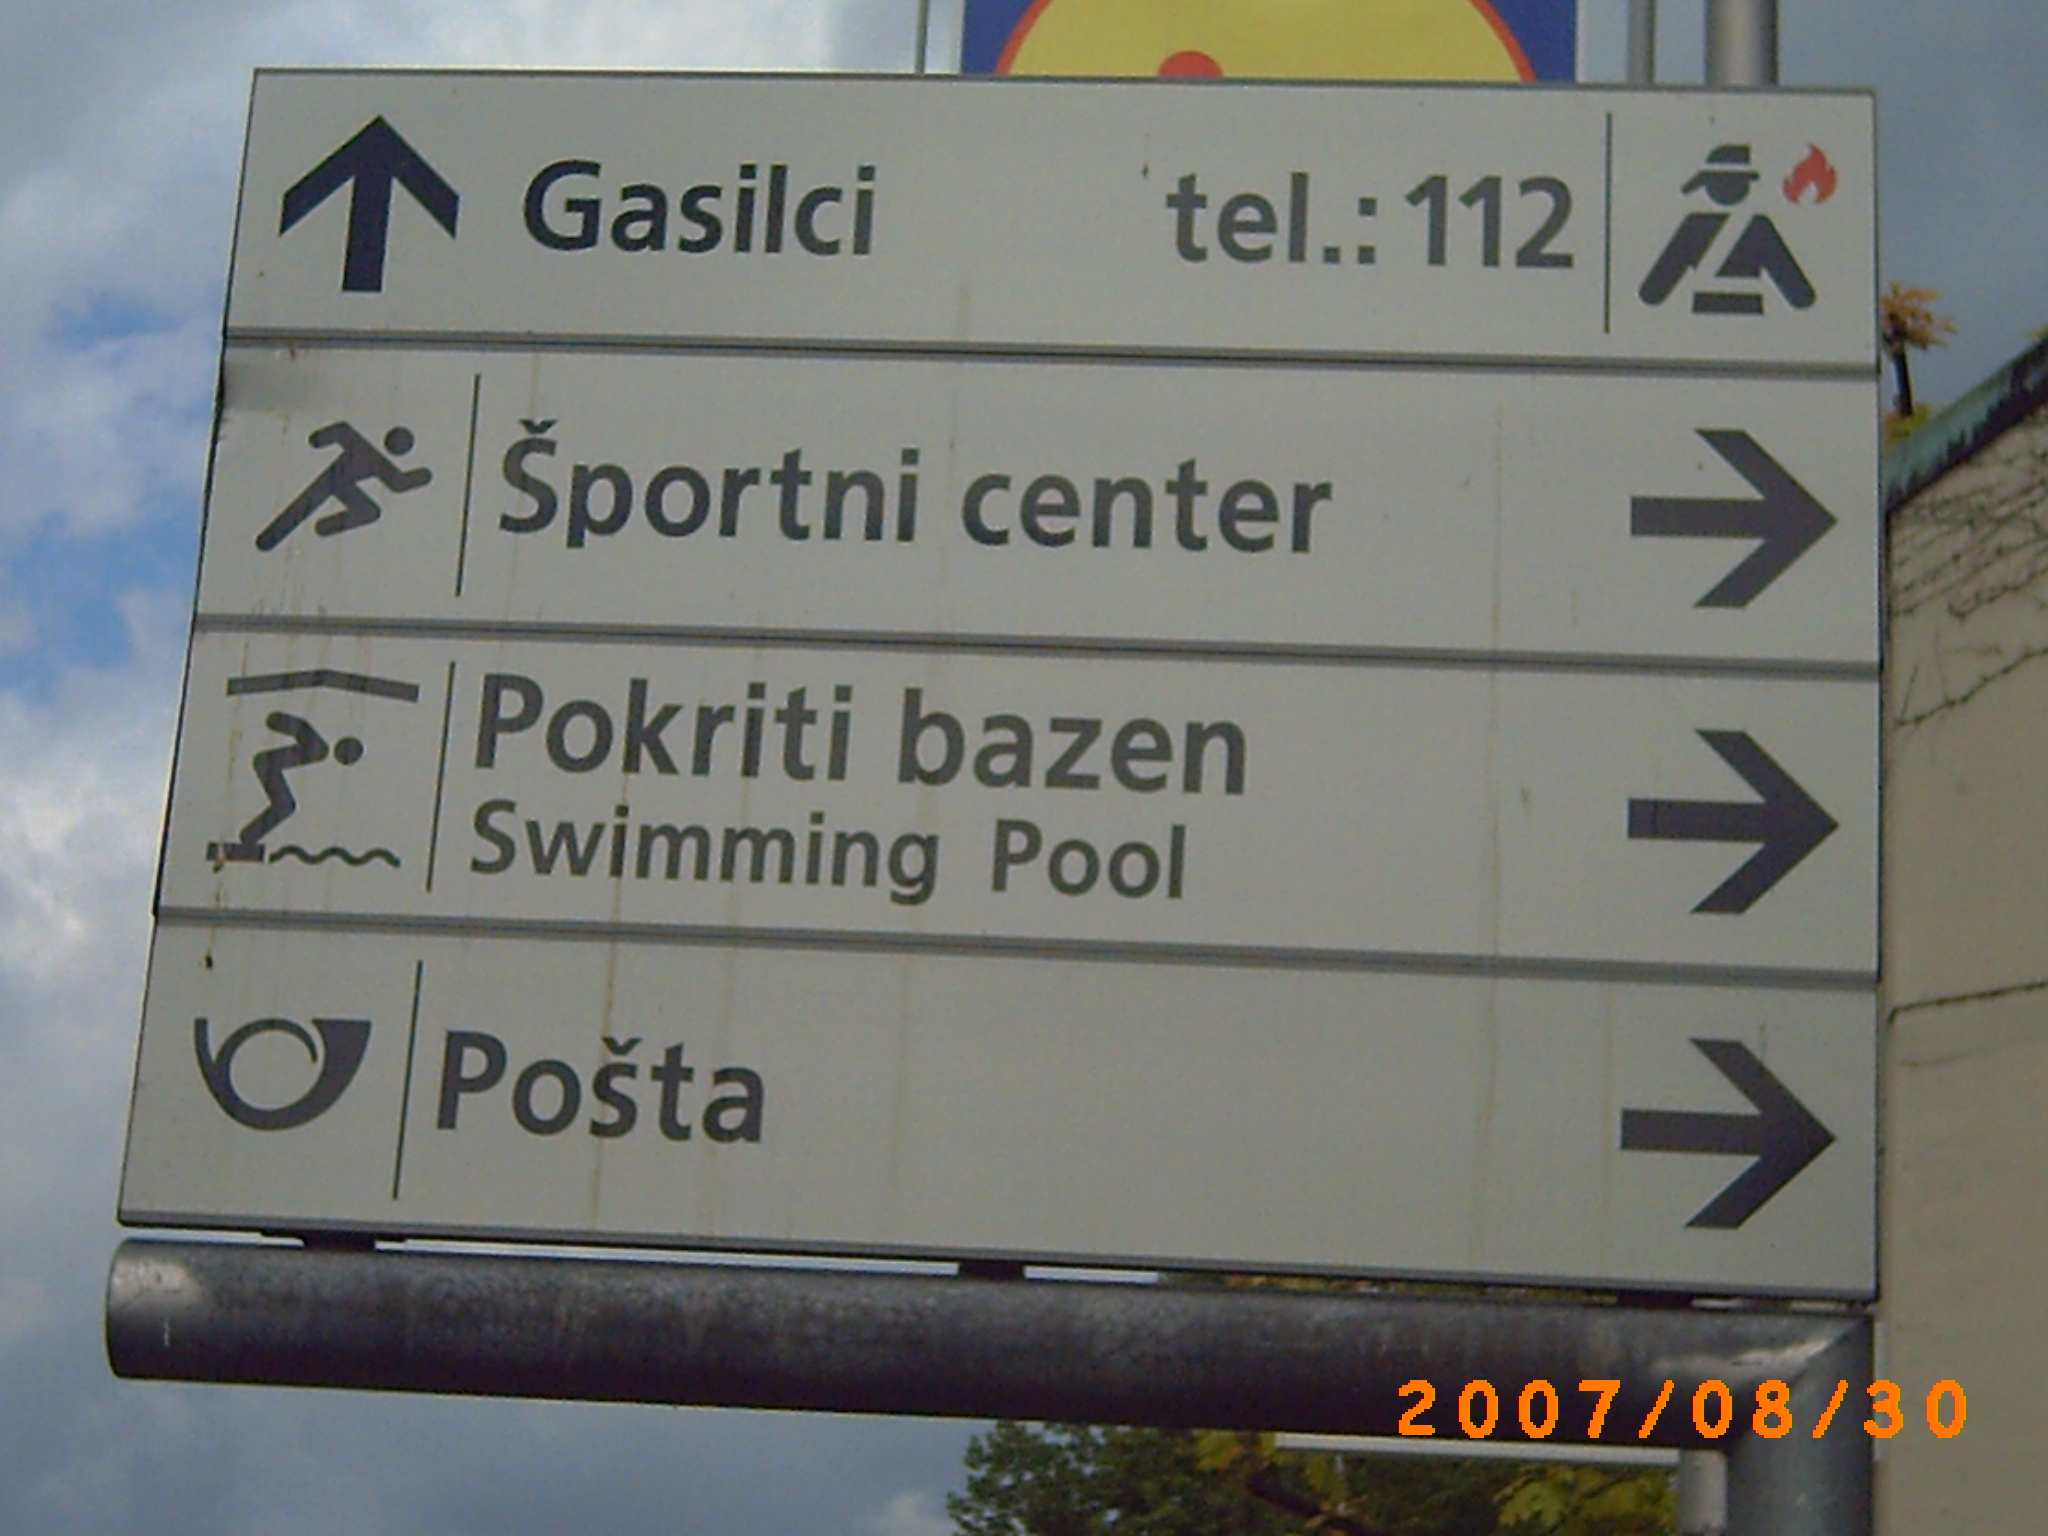 Gasilci tel.: 112
Športni center
Pokriti bazen
Swimming Pool
Pošta
2007/08/30